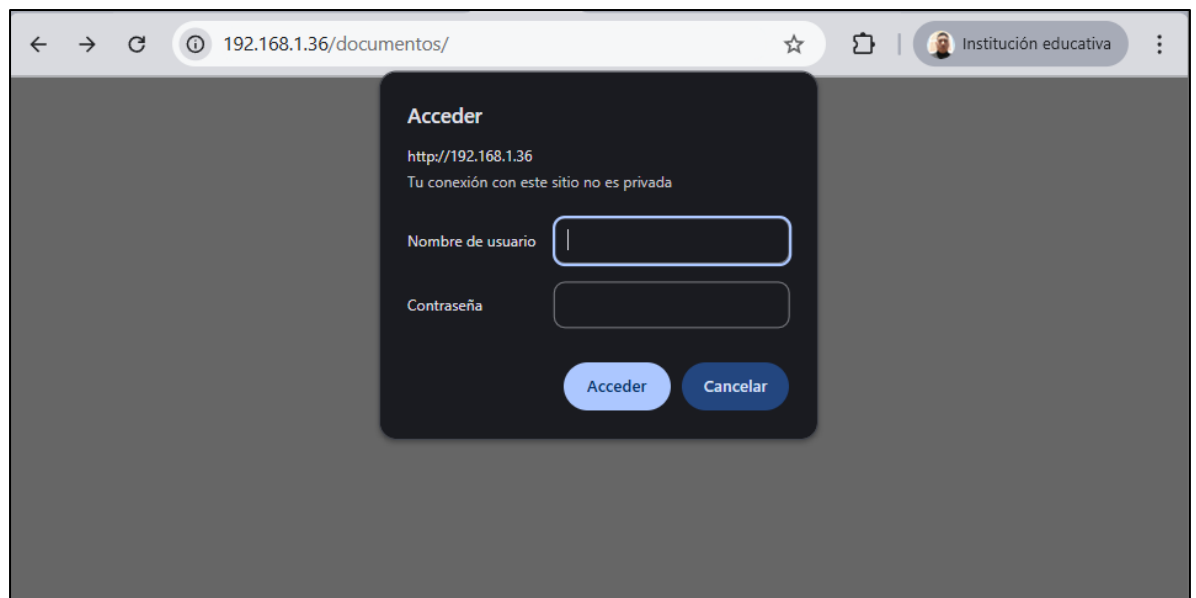 192.168.1.36/documentos/
Institución educativa
Acceder
http://192.168.1.36
Tu conexión con este sitio no es privada
Nombre de usuario
Contraseña
Acceder
Cancelar